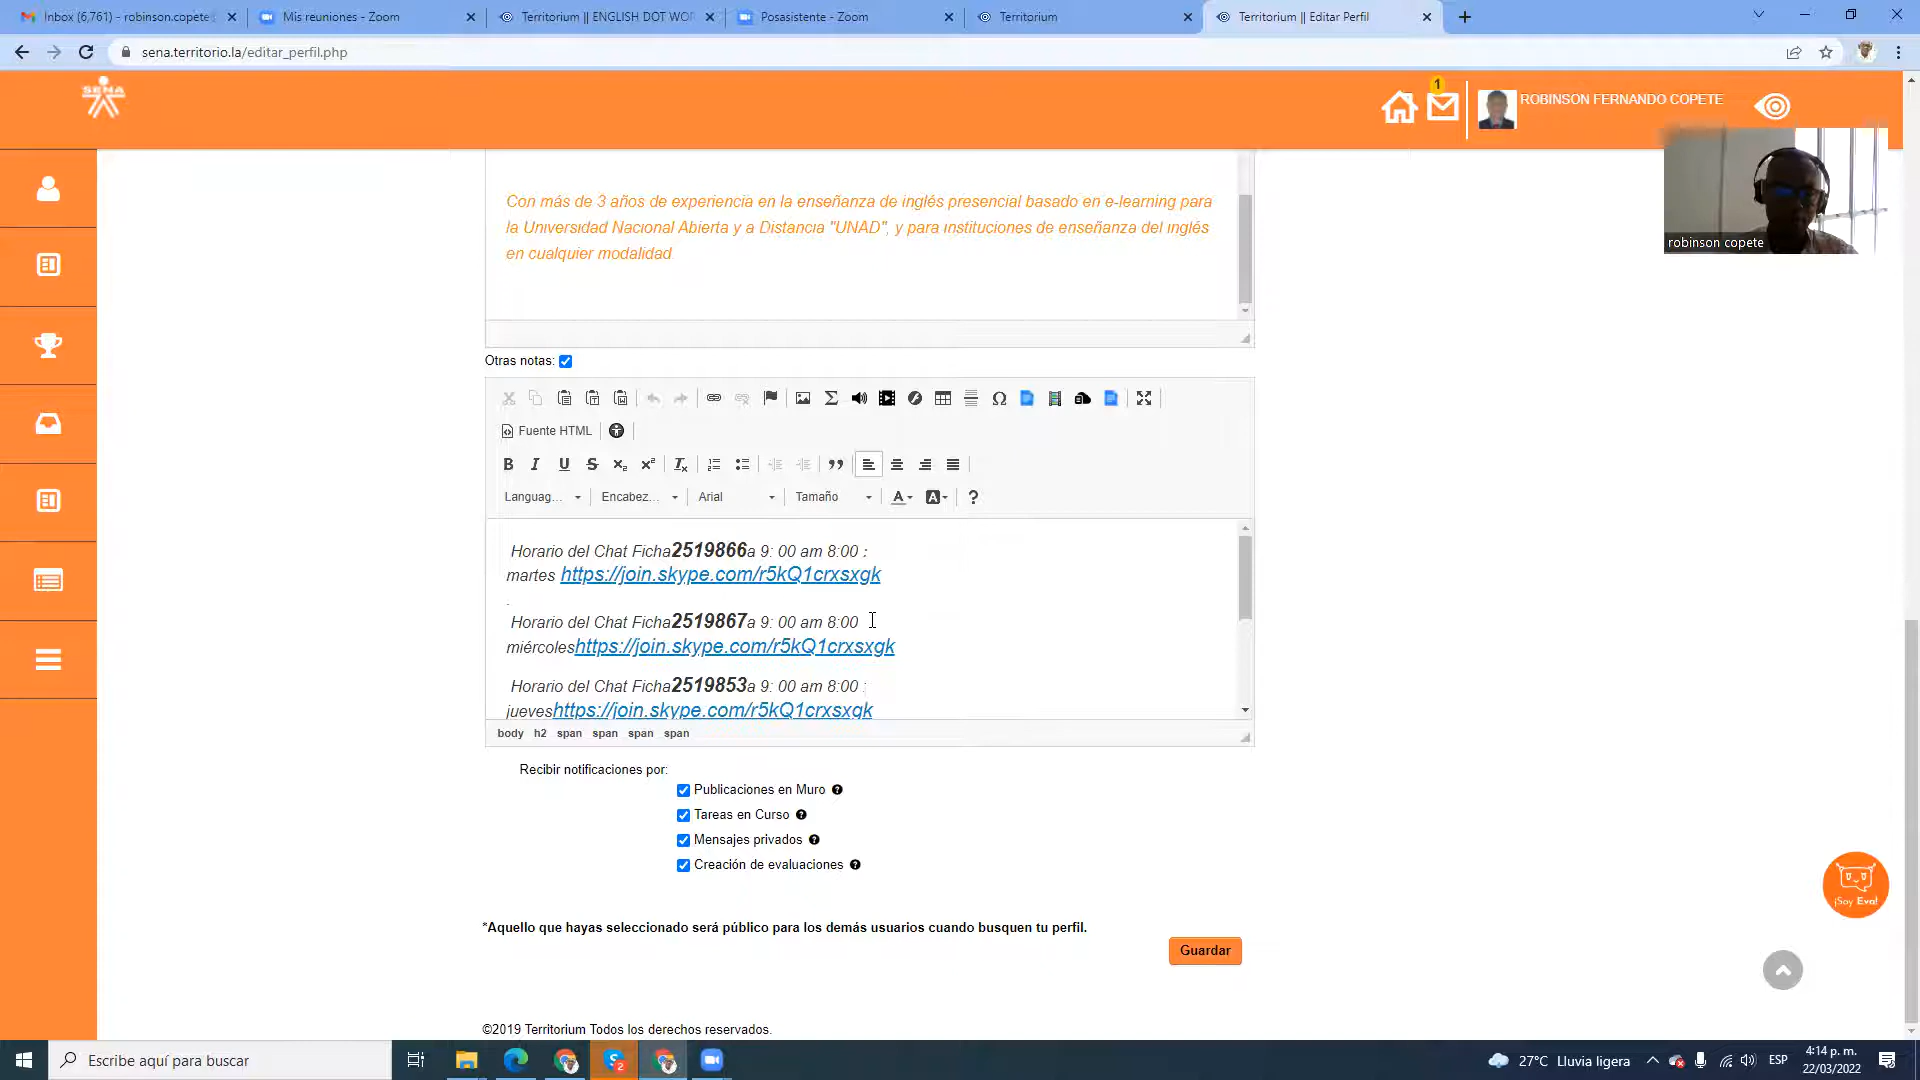 Inbox (6,761) - robinson.copete
Mis reuniones - Zoom
Territorium || ENGLISH DOT WOR
Posasistente - Zoom
Territorium
Territorium || Editar Perfil
sena.territorio.la/editar_perfil.php
SENA
1
ROBINSON FERNANDO COPETE
robinson copete
Con más de 3 años de experiencia en la enseñanza de inglés presencial basado en e-learning para
la Universidad Nacional Abierta y a Distancia "UNAD", y para instituciones de enseñanza del inglés
en cualquier modalidad
Otras notas:
Fuente HTML
Languag...
Encabez...
Arial
Tamaño
Horario del Chat Ficha2519866a 9: 00 am 8:00 :
martes https://join.skype.com/r5kQ1crxsxgk
.
Horario del Chat Ficha2519867a 9: 00 am 8:00
miércoleshttps://join.skype.com/r5kQ1crxsxgk
Horario del Chat Ficha2519853a 9: 00 am 8:00 :
jueveshttps://join.skype.com/r5kQ1crxsxgk
body h2 span span span span
Recibir notificaciones por:
Publicaciones en Muro
Tareas en Curso
Mensajes privados
Creación de evaluaciones
*Aquello que hayas seleccionado será público para los demás usuarios cuando busquen tu perfil.
Guardar
¡Soy Eva!
©2019 Territorium Todos los derechos reservados.
Escribe aquí para buscar
2
27°C Lluvia ligera
ESP
4:14 p. m.
22/03/2022